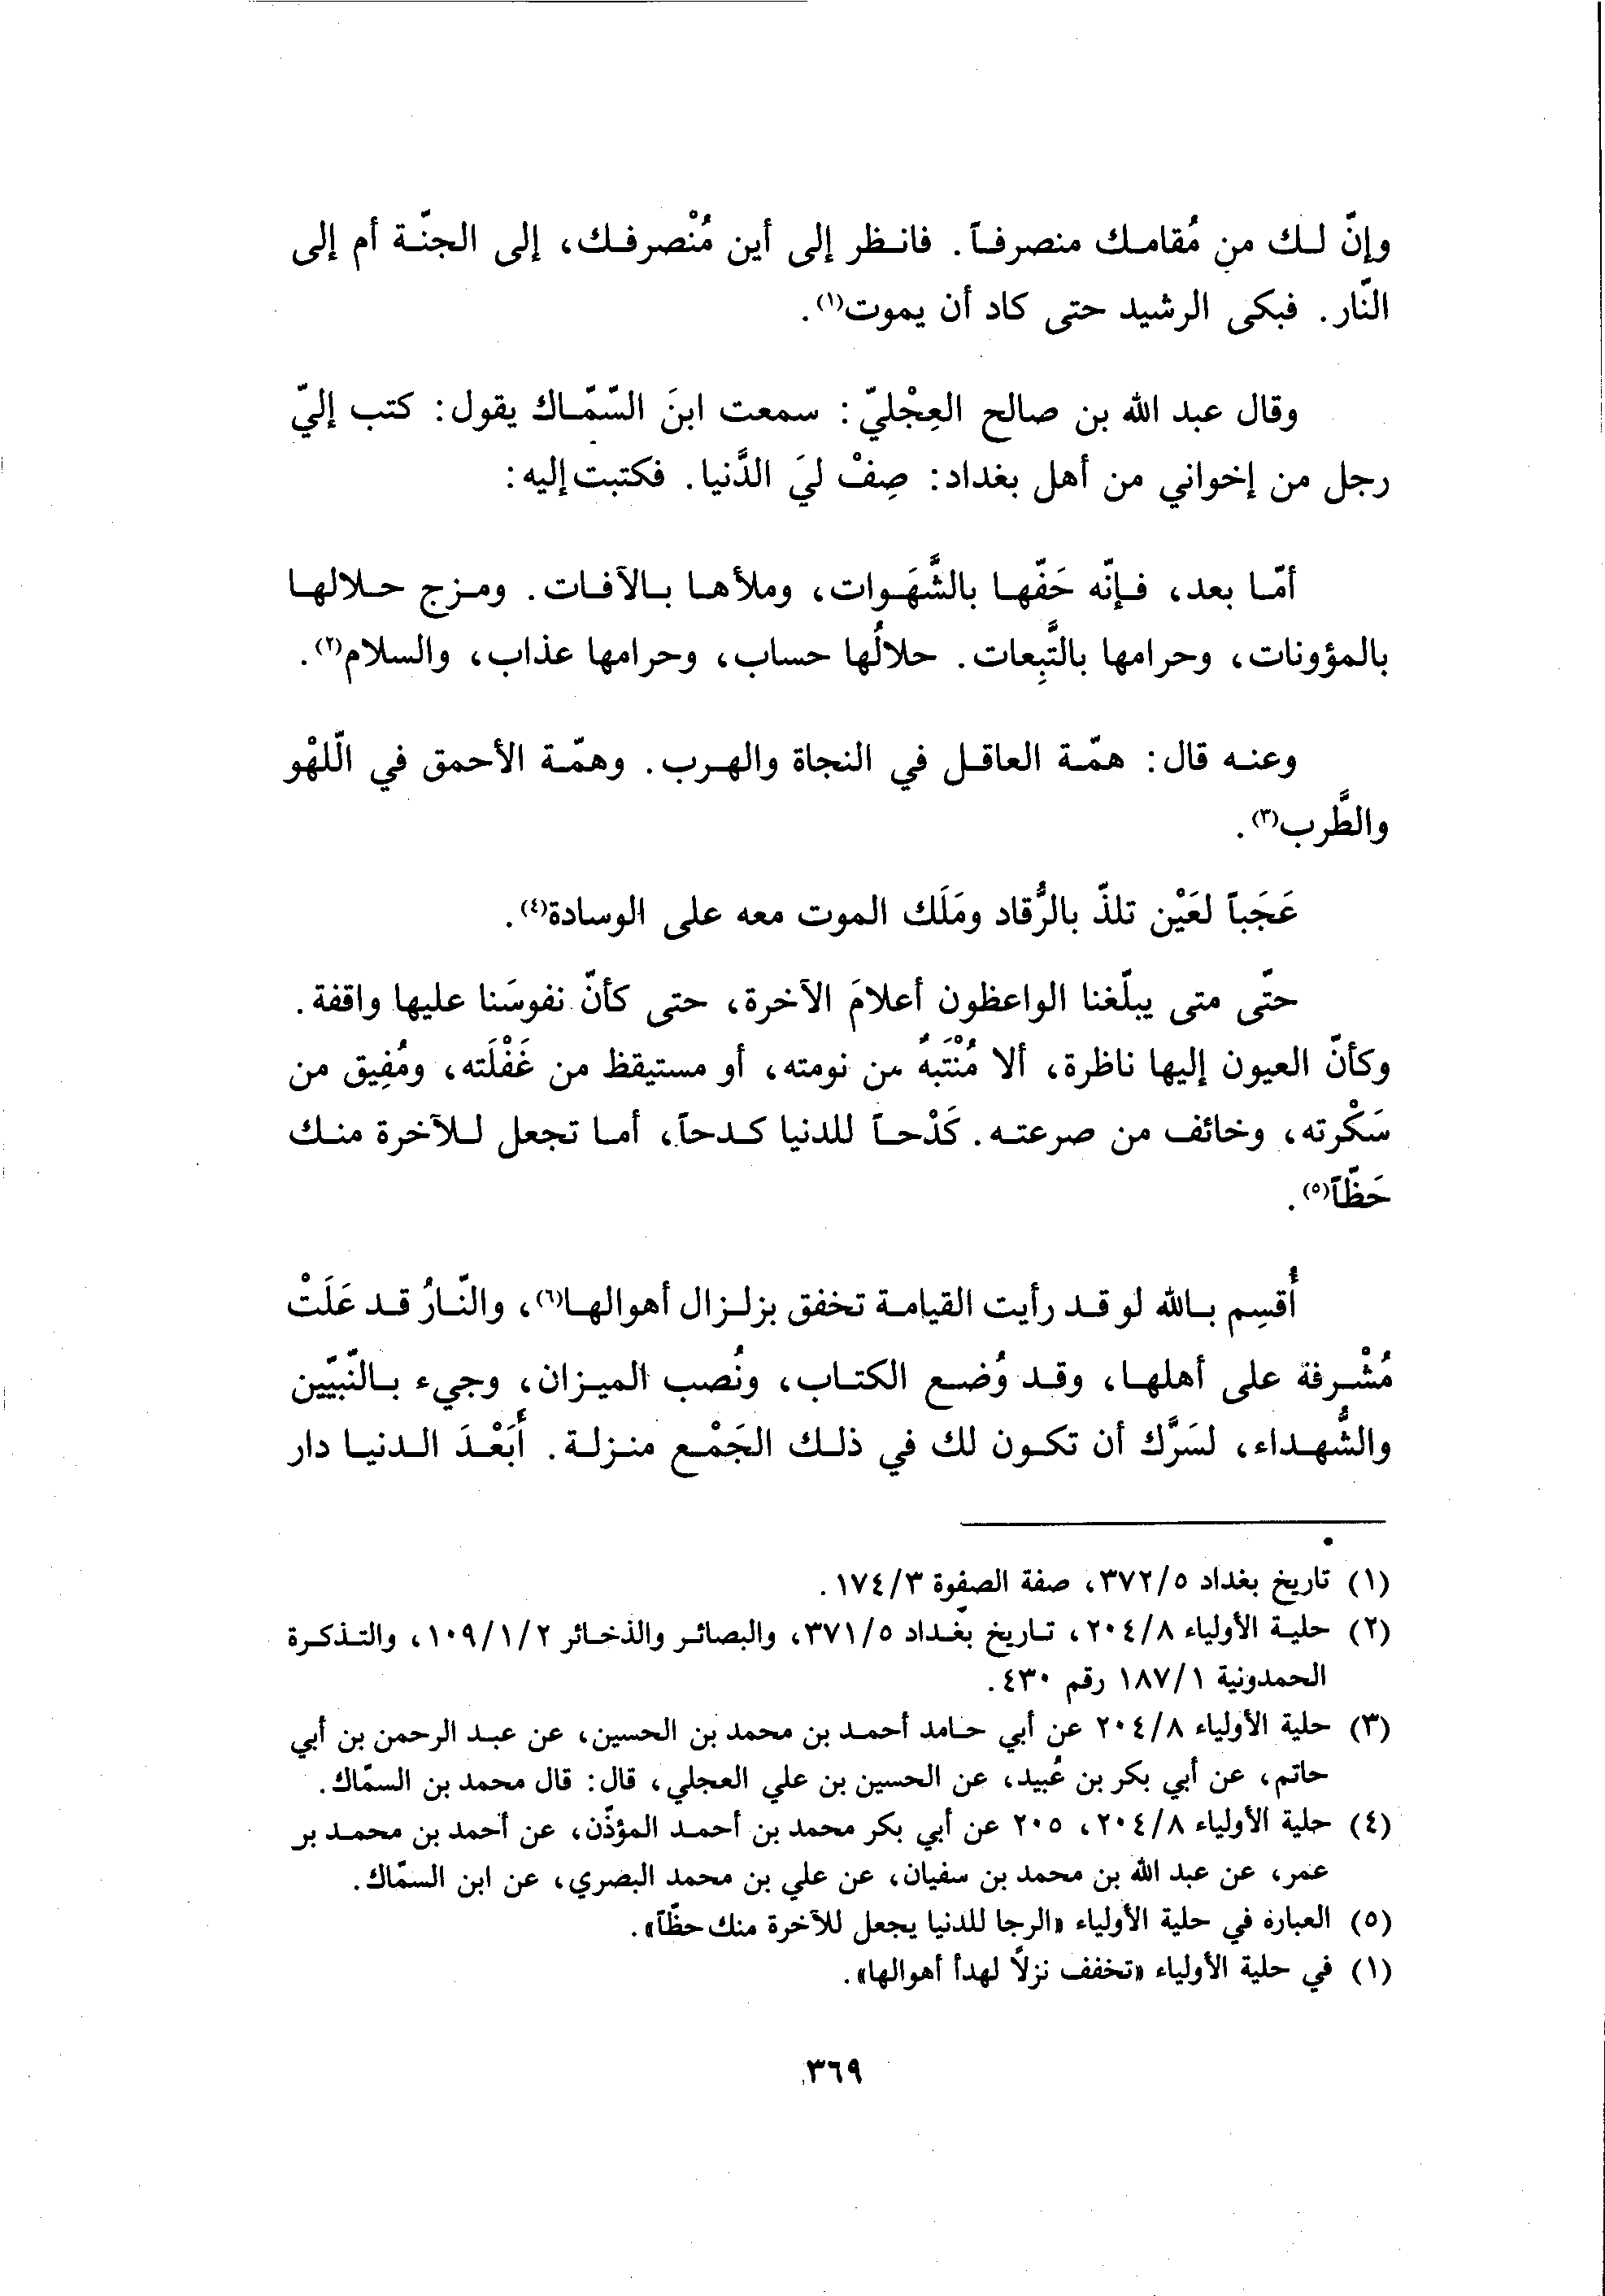 وإنّ لك من مُقامك منصرفاً. فانظر إلى أين مُنْصرفك، إلى الجنّة أم إلى
النّار. فبكى الرشيد حتى كاد أن يموت(١).
وقال عبد الله بن صالح العِجْليّ: سمعت ابنَ السّمّاك يقول: كتب إليّ
رجل من إخواني من أهل بغداد: صِفْ ليَ الدَّنيا. فكتبت إليه:
أمّا بعد، فإنّه حَفّها بالشَّهَوات، وملأها بالآفات. ومزج حلالها
بالمؤونات، وحرامها بالتَّبِعات. حلالُها حساب، وحرامها عذاب، والسلام(٢).
وعنه قال: همّة العاقل في النجاة والهرب. وهمّة الأحمق في اللّهْو
والطَّرب(٣).
عَجَباً لعَيْن تلذّ بالرُّقاد ومَلَك الموت معه على الوسادة(٤).
حتّى متى يبلّغنا الواعظون أعلامَ الآخرة، حتى كأنّ نفوسَنا عليها واقفة.
وكأنّ العيون إليها ناظرة، ألا مُنْتَبهُ من نومته، أو مستيقظ من غَفْلَته، ومُفِيق من
سَكْرته، وخائف من صرعته. كَدْحاً للدنيا كدحاً، أما تجعل للآخرة منك
حَظّاً(٥).
أُقسِم بالله لو قد رأيت القيامة تخفق بزلزال أهوالها(٦)، والنّارُ قد عَلَتْ
مُشْرفة على أهلها، وقد وُضع الكتاب، ونُصب الميزان، وجيء بالنّبيّين
والشُّهداء، لسَرَّك أن تكون لك في ذلك الجَمْع منزلة. أَبَعْدَ الدنيا دار
(١) تاريخ بغداد ٣٧٢/٥، صفة الصفوة ١٧٤/٣.
(٢) حلية الأولياء ٢٠٤/٨، تاريخ بغداد ٣٧١/٥، والبصائر والذخائر ١٠٩/١/٢، والتذكرة
الحمدونية ١٨٧/١ رقم ٤٣٠.
(٣) حلية الأولياء ٢٠٤/٨ عن أبي حامد أحمد بن محمد بن الحسين، عن عبد الرحمن بن أبي
حاتم، عن أبي بكر بن عُبيد، عن الحسين بن علي العجلي، قال: قال محمد بن السمّاك.
(٤) حلية الأولياء ٢٠٤/٨، ٢٠٥ عن أبي بكر محمد بن أحمد المؤذّن، عن أحمد بن محمد بر
عمر، عن عبد الله بن محمد بن سفيان، عن علي بن محمد البصري، عن ابن السمّاك.
(٥) العبارة في حلية الأولياء «الرجا للدنيا يجعل للآخرة منك حظّاً».
(١) في حلية الأولياء «تخفف نزلاً لهدأ أهوالها».
٣٦٩